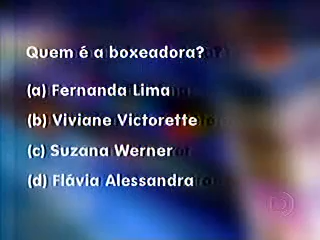 Quem é a boxeadora?
(a) Fernanda Lima
(b) Viviane Victorette
(c) Suzana Werner
(d) Flávia Alessandra